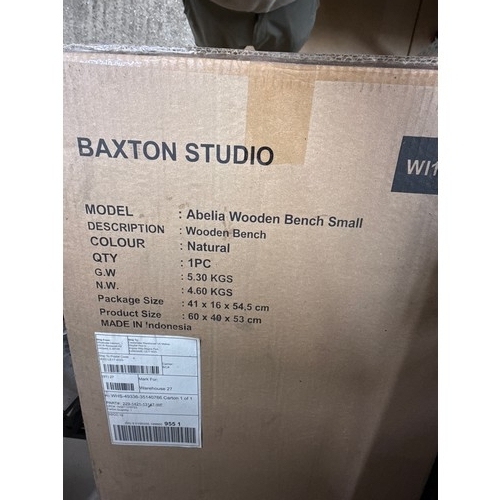 BAXTON STUDIO
WI1
MODEL : Abelia Wooden Bench Small
DESCRIPTION : Wooden Bench
COLOUR : Natural
QTY : 1PC
G.W : 5.30 KGS
N.W. : 4.60 KGS
Package Size : 41 x 16 x 54,5 cm
Product Size : 60 x 40 x 53 cm
MADE IN Indonesia
Mark For:
Warehouse 27
Carton 1 of 1
955 1